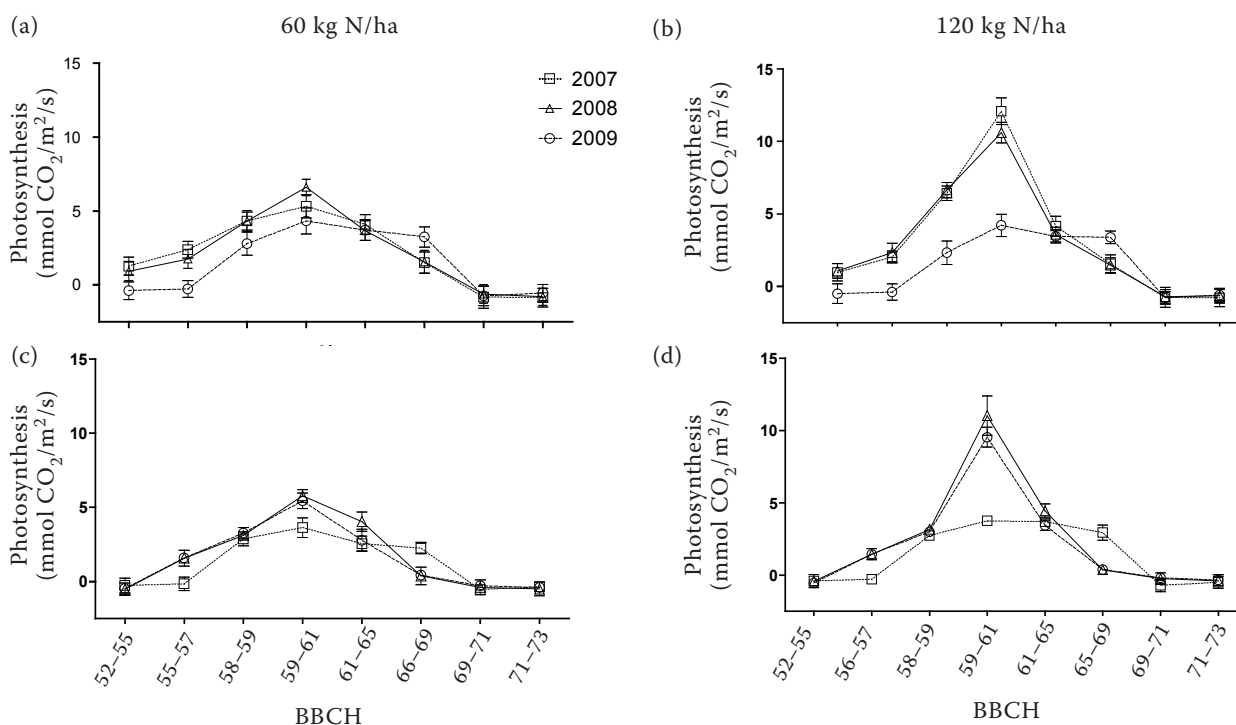 (a)
60 kg N/ha
(b)
120 kg N/ha
Photosynthesis
(mmol CO₂/m²/s)
15
10
5
0
2007
2008
2009
Photosynthesis
(mmol CO₂/m²/s)
15
10
5
0
(c)
(d)
Photosynthesis
(mmol CO₂/m²/s)
15
10
5
0
52–55
55–57
58–59
59–61
61–65
66–69
69–71
71–73
BBCH
Photosynthesis
(mmol CO₂/m²/s)
15
10
5
0
52–55
56–57
58–59
59–61
61–65
65–69
69–71
71–73
BBCH